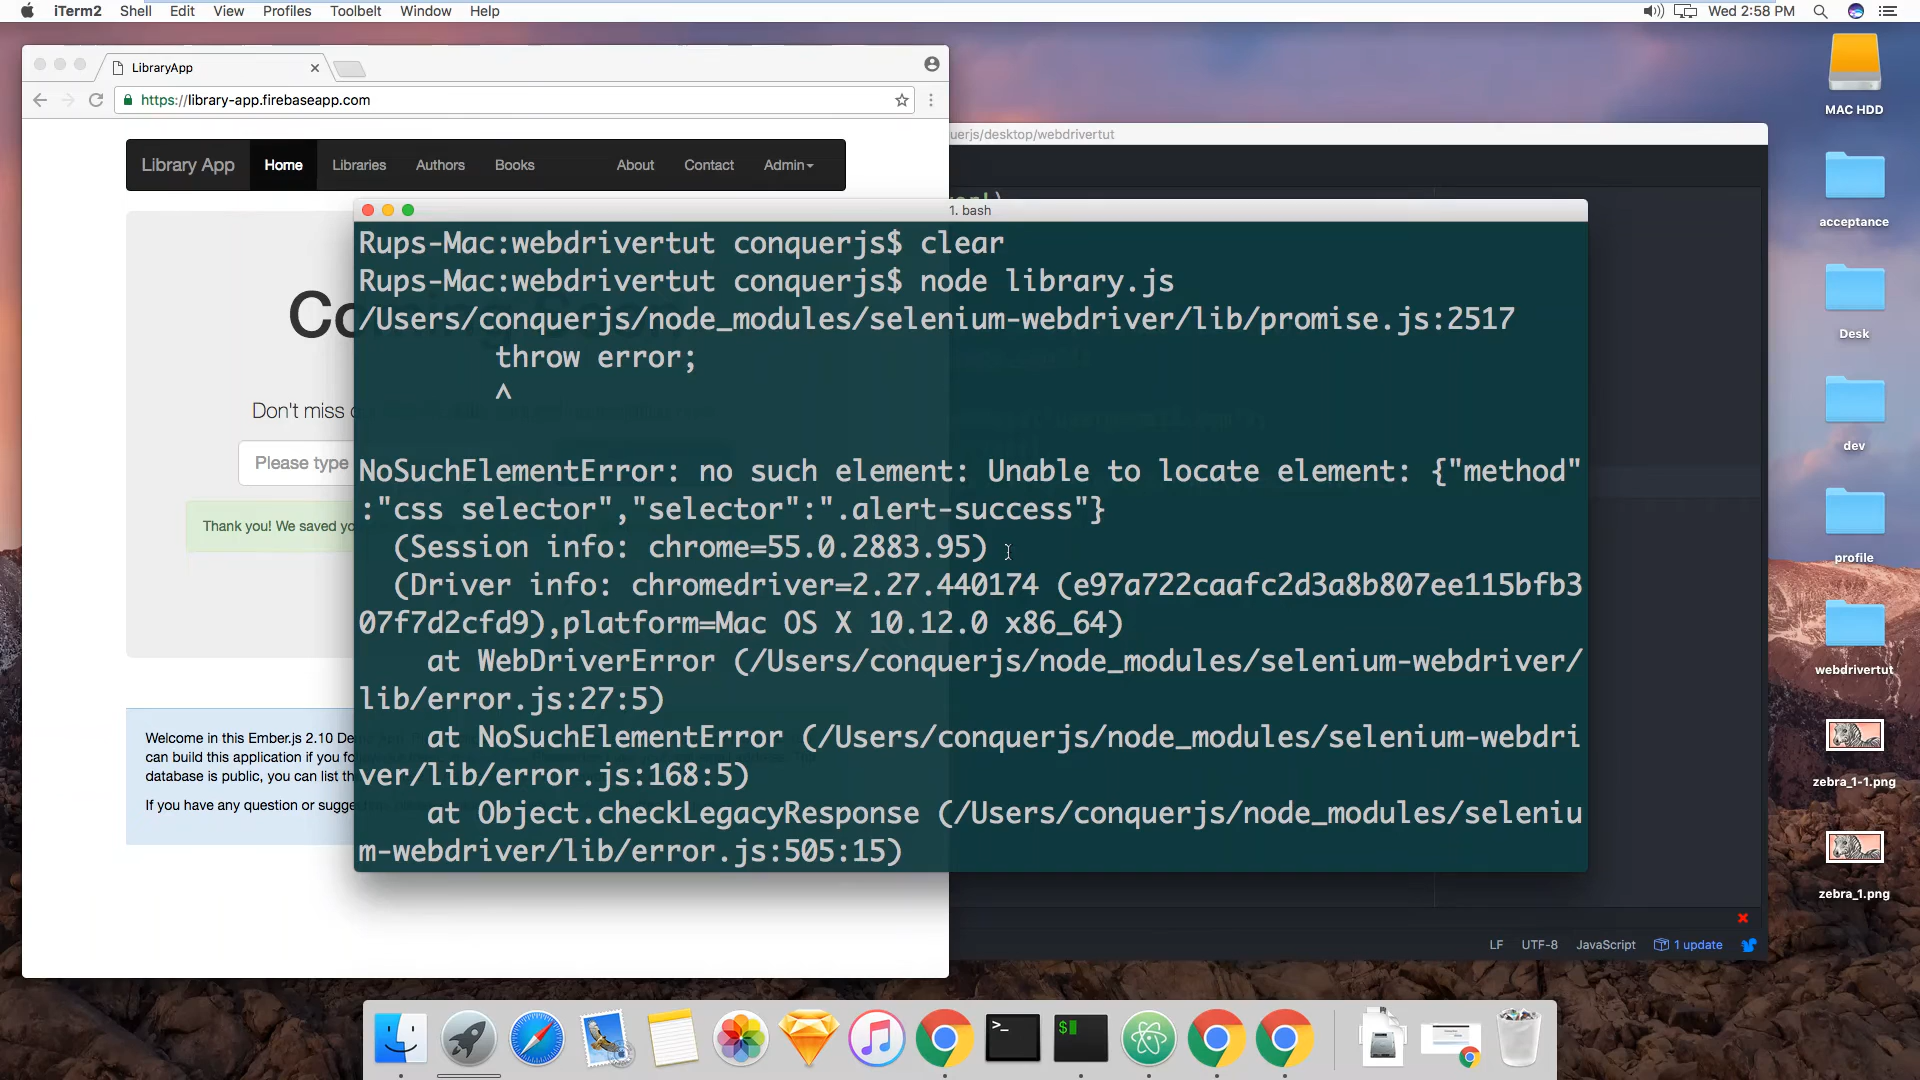 iTerm2 Shell Edit View Profiles Toolbelt Window Help Wed 2:58 PM
LibraryApp
https://library-app.firebaseapp.com
MAC HDD
uerjs/desktop/webdrivertut
Library App Home Libraries Authors Books About Contact Admin
1. bash
acceptance
Rups-Mac:webdrivertut conquerjs$ clear
Rups-Mac:webdrivertut conquerjs$ node library.js
/Users/conquerjs/node_modules/selenium-webdriver/lib/promise.js:2517
throw error;
^
NoSuchElementError: no such element: Unable to locate element: {"method"
:"css selector","selector":".alert-success"}
(Session info: chrome=55.0.2883.95)
(Driver info: chromedriver=2.27.440174 (e97a722caafc2d3a8b807ee115bfb3
07f7d2cfd9),platform=Mac OS X 10.12.0 x86_64)
at WebDriverError (/Users/conquerjs/node_modules/selenium-webdriver/
lib/error.js:27:5)
at NoSuchElementError (/Users/conquerjs/node_modules/selenium-webdri
ver/lib/error.js:168:5)
at Object.checkLegacyResponse (/Users/conquerjs/node_modules/seleniu
m-webdriver/lib/error.js:505:15)
Don't miss
Please type
Thank you! We saved yo
Welcome in this Ember.js 2.10 De
can build this application if you fo
database is public, you can list th
If you have any question or sugge
Desk
dev
profile
webdrivertut
zebra_1-1.png
zebra_1.png
LF UTF-8 JavaScript 1 update